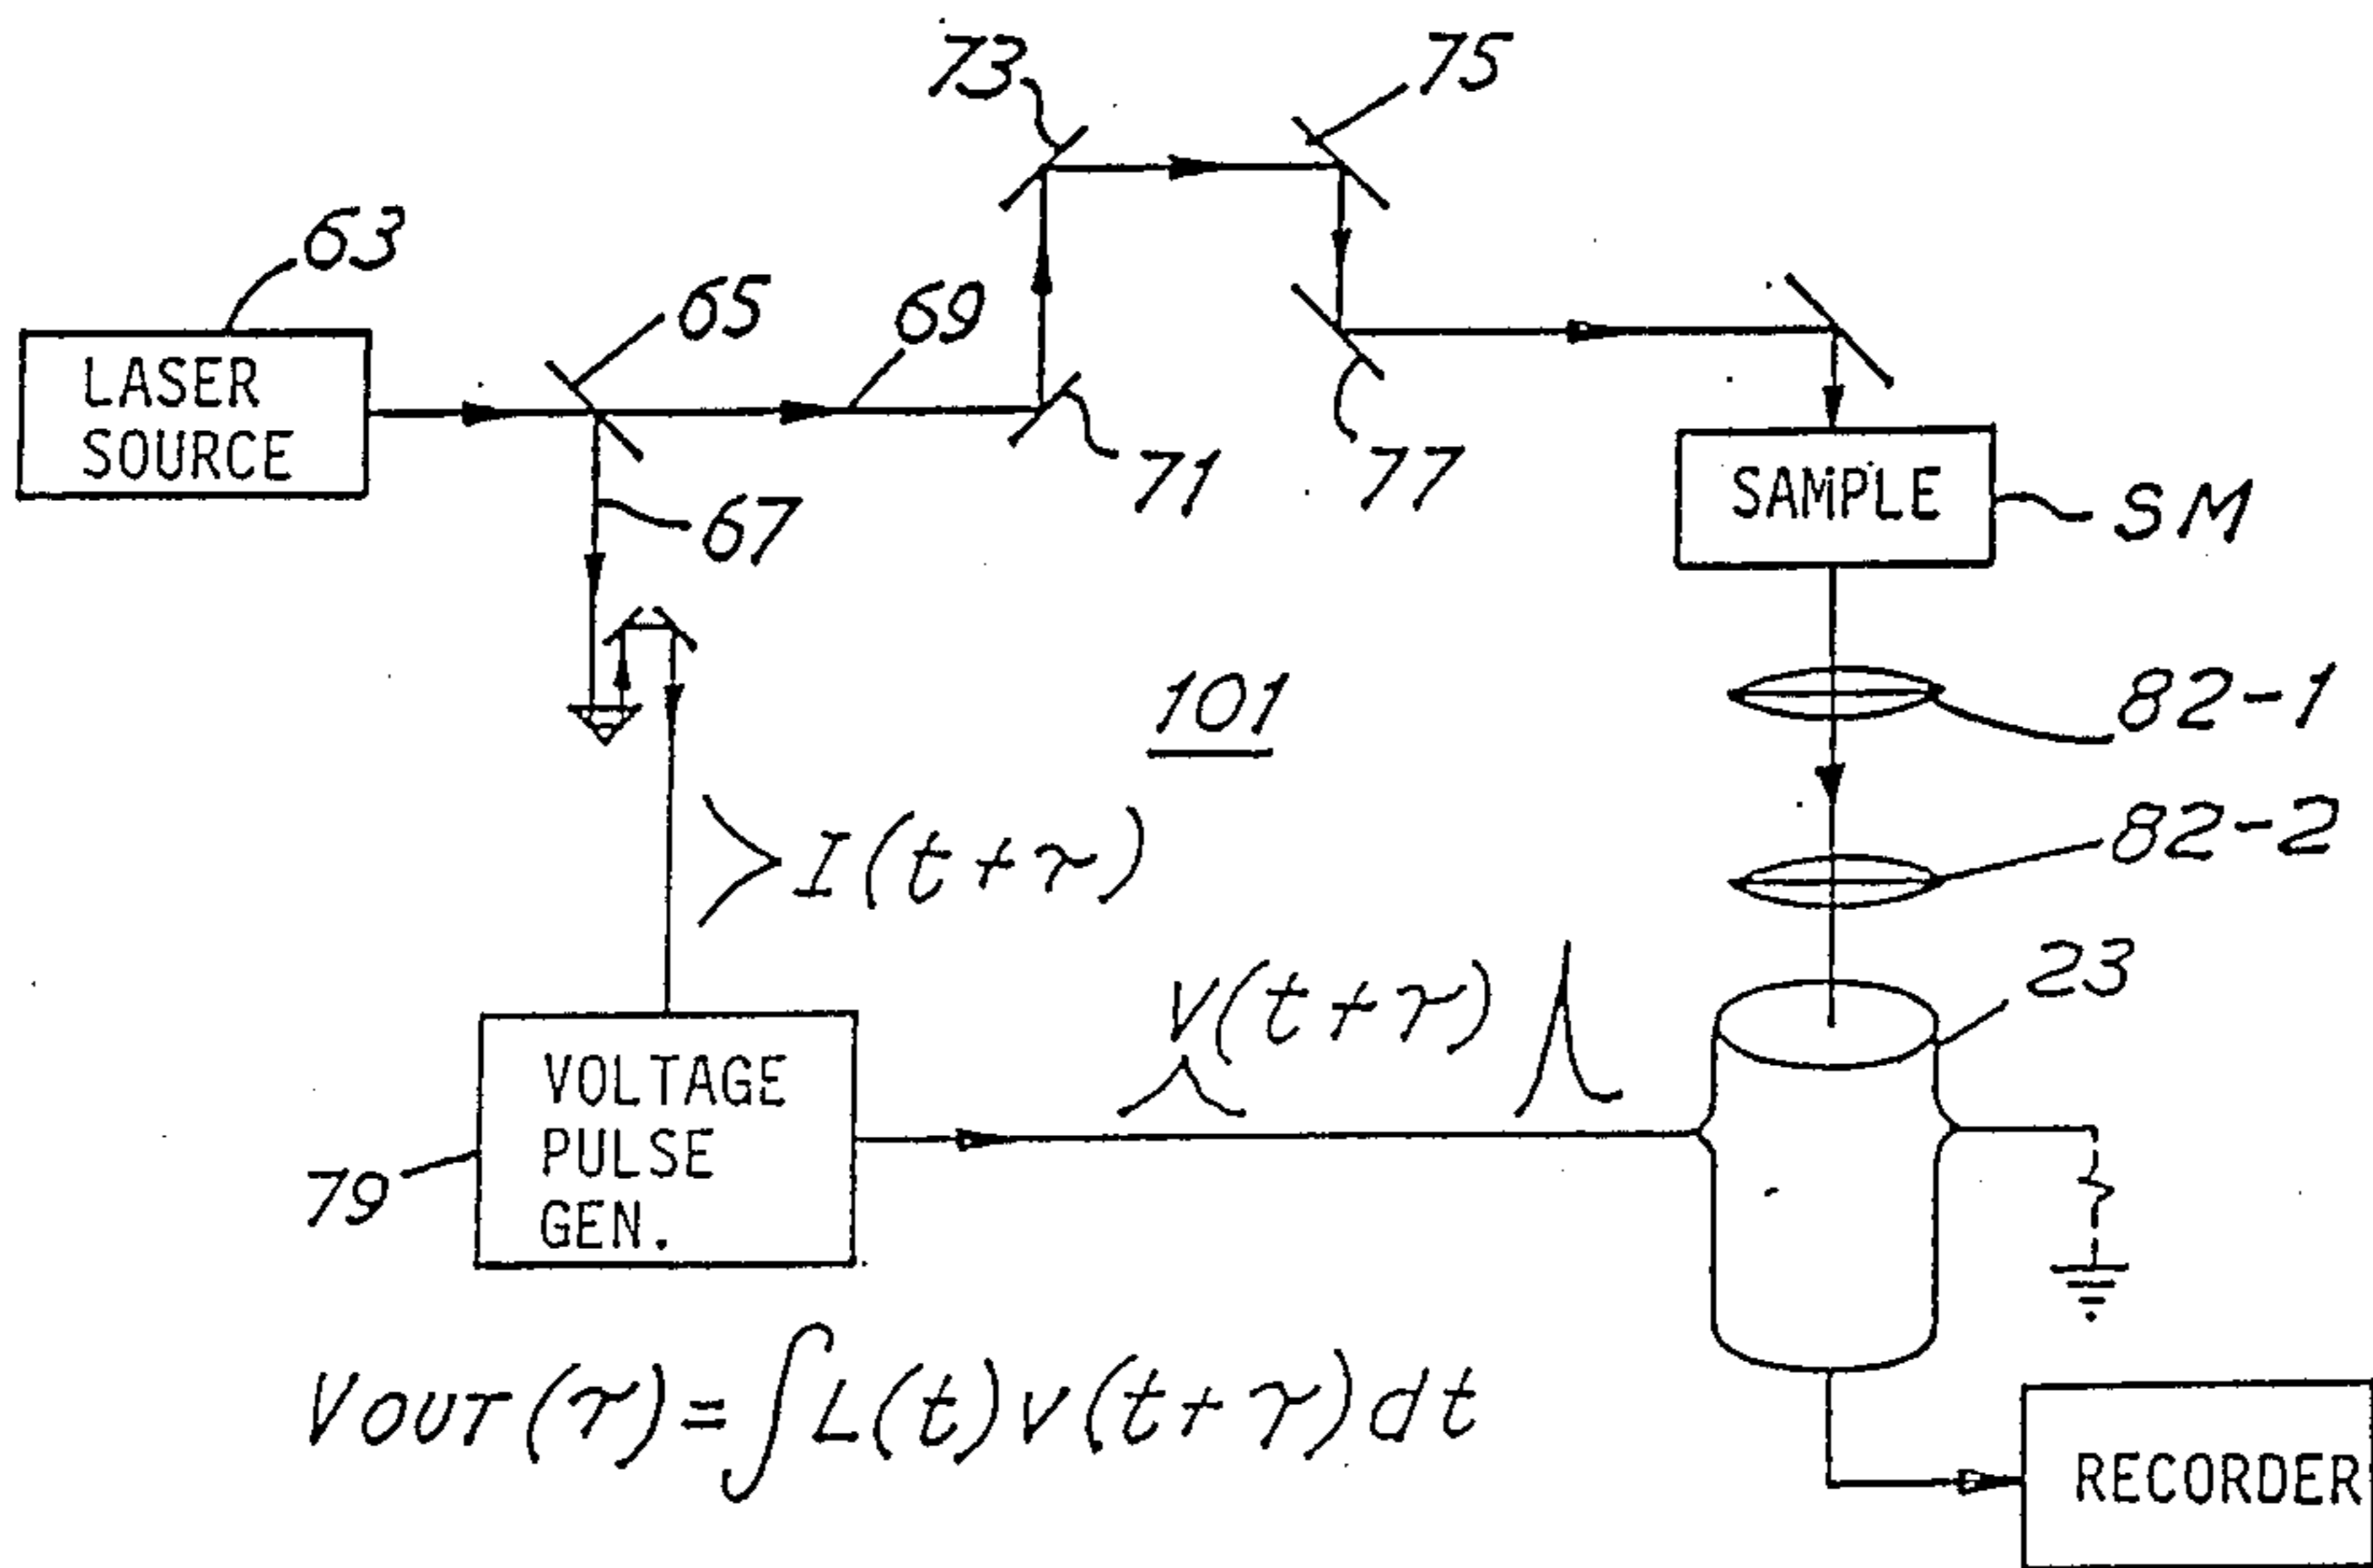 73
75
63
65
69
LASER
SOURCE
71
77
67
SAMPLE
SM
101
82-1
82-2
I(t+τ)
V(t+τ)
23
VOLTAGE
PULSE
GEN.
79
VOUT(τ)=∫L(t)v(t+τ)dt
RECORDER